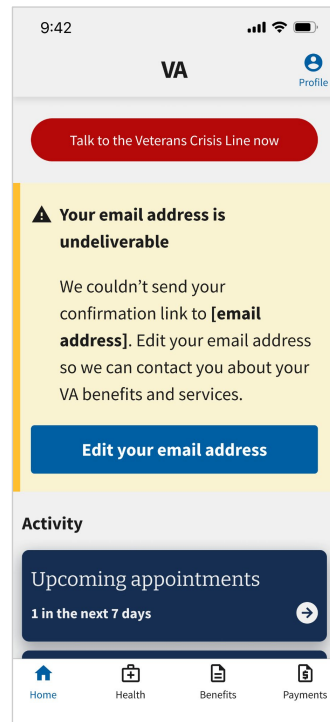 9:42
VA
Profile
Talk to the Veterans Crisis Line now
Your email address is
undeliverable
We couldn’t send your
confirmation link to [email
address]. Edit your email address
so we can contact you about your
VA benefits and services.
Edit your email address
Activity
Upcoming appointments
1 in the next 7 days
Home
Health
Benefits
Payments